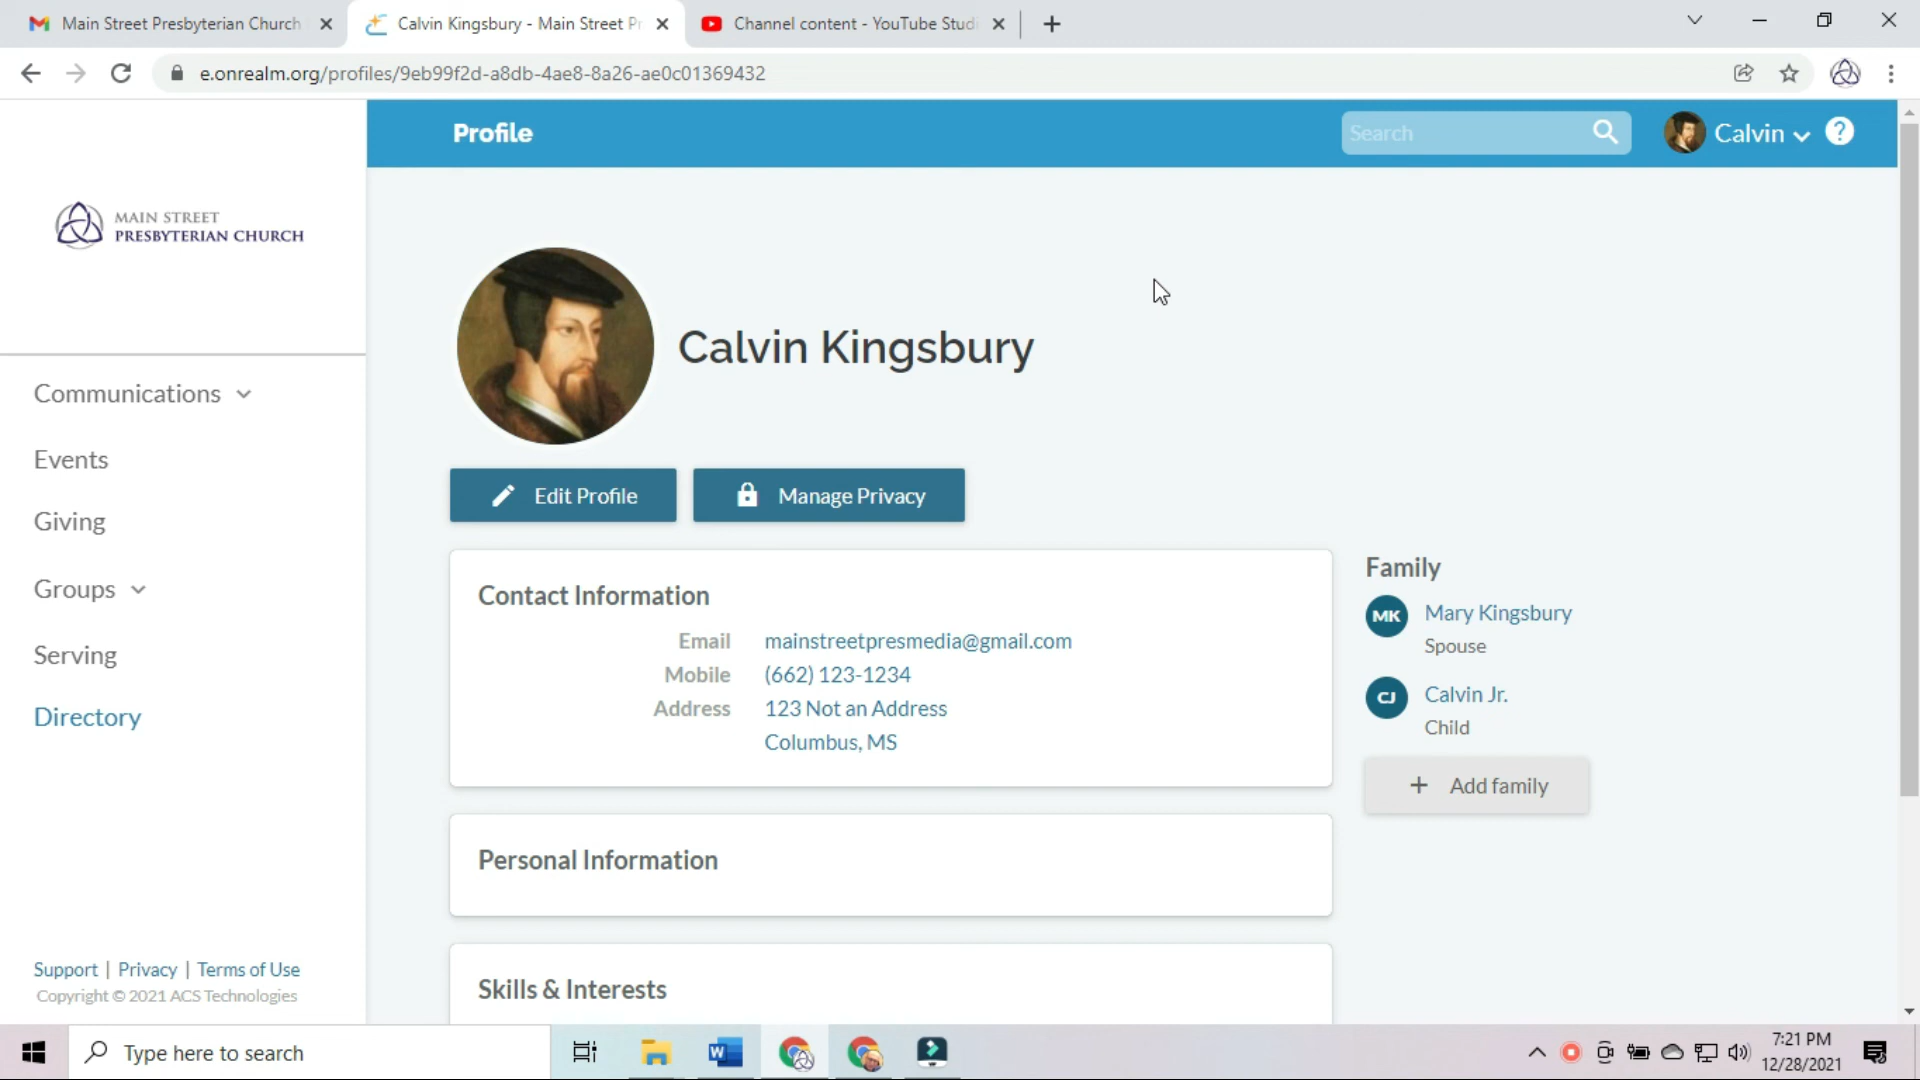 Main Street Presbyterian Church
Calvin Kingsbury - Main Street Pr
Channel content - YouTube Studi
e.onrealm.org/profiles/9eb99f2d-a8db-4ae8-8a26-ae0c01369432
Profile
Search
Calvin
?
MAIN STREET
PRESBYTERIAN CHURCH
Calvin Kingsbury
Communications
Events
Giving
Groups
Serving
Directory
Edit Profile
Manage Privacy
Contact Information
Email mainstreetpresmedia@gmail.com
Mobile (662) 123-1234
Address 123 Not an Address
Columbus, MS
Family
MK Mary Kingsbury
Spouse
CJ Calvin Jr.
Child
+ Add family
Personal Information
Skills & Interests
Support | Privacy | Terms of Use
Copyright © 2021 ACS Technologies
Type here to search
W
7:21 PM
12/28/2021